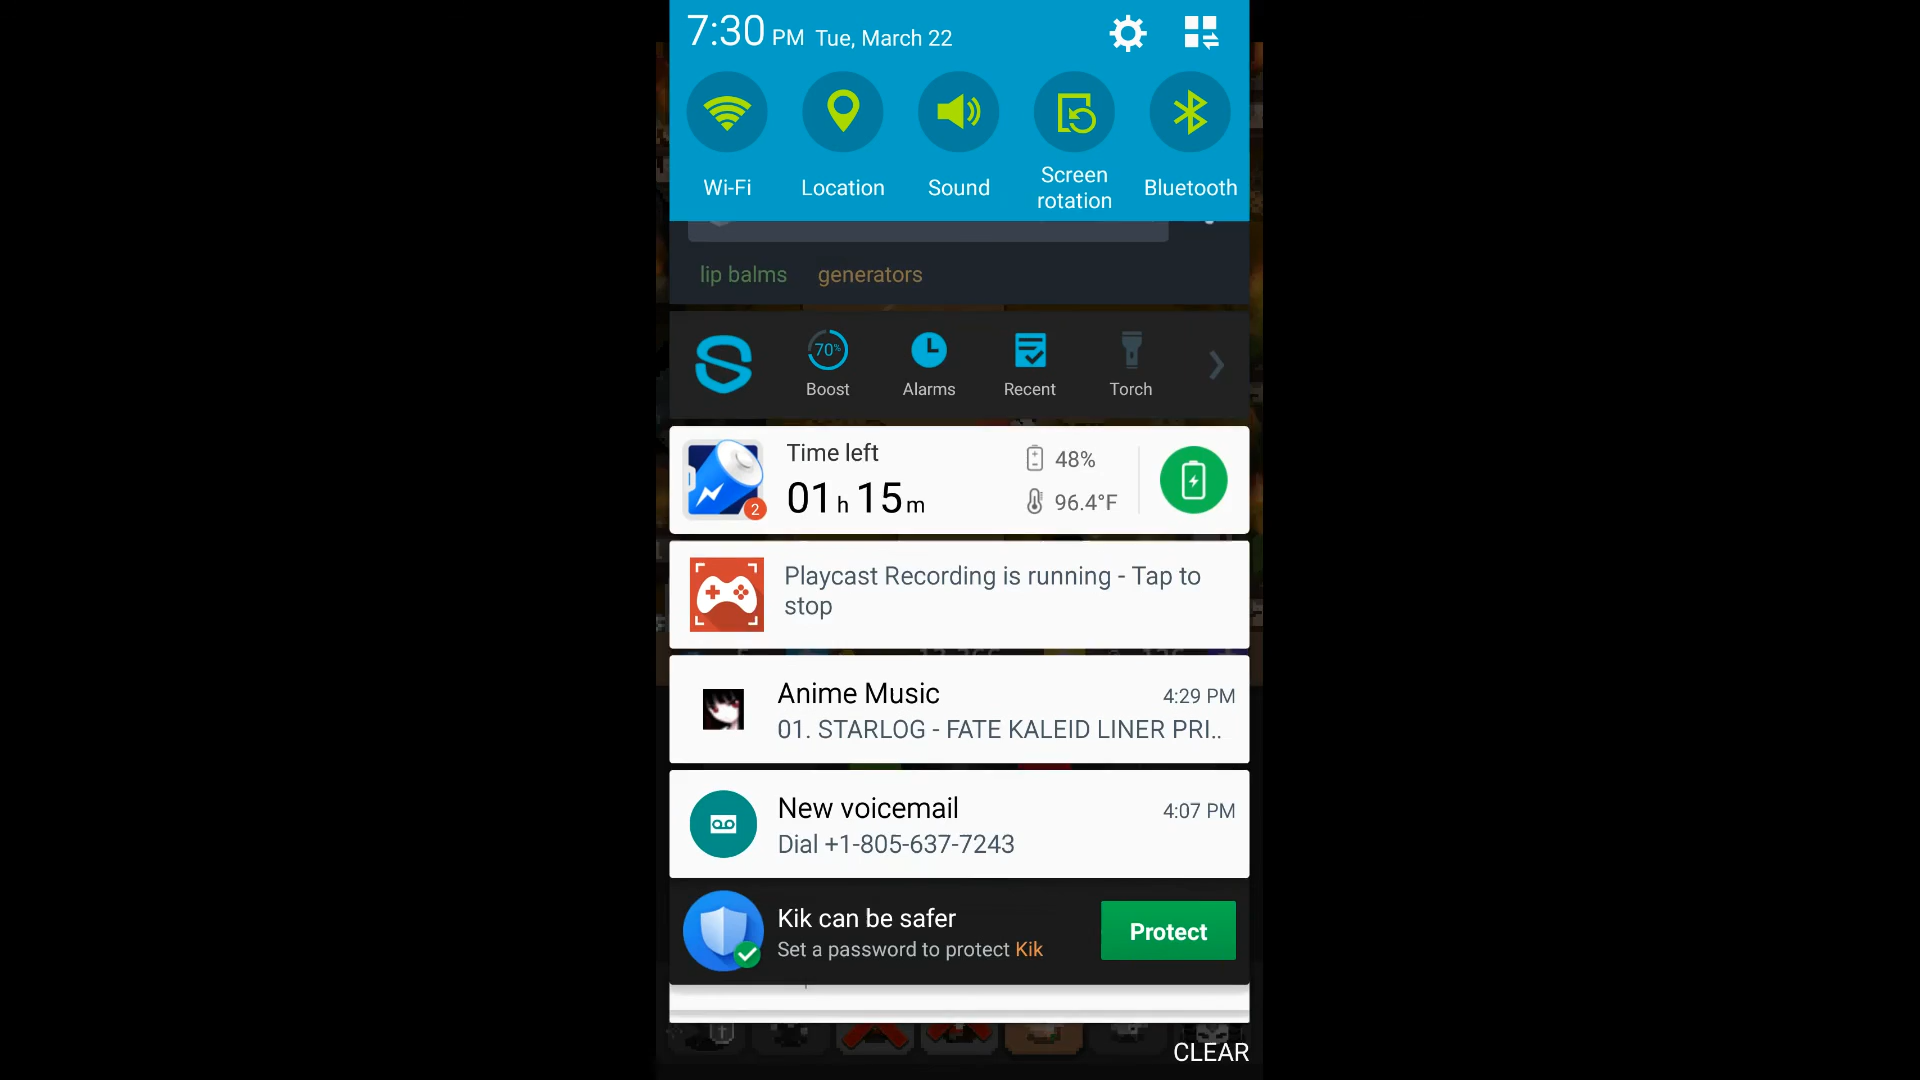 7:30 PM Tue, March 22
Wi-Fi
Location
Sound
Screen
rotation
Bluetooth
lip balms generators
70%
Boost
Alarms
Recent
Torch
Time left
01 h 15 m
48%
96.4°F
2
Playcast Recording is running - Tap to
stop
Anime Music 4:29 PM
01. STARLOG - FATE KALEID LINER PRI..
New voicemail 4:07 PM
Dial +1-805-637-7243
Kik can be safer
Set a password to protect Kik
Protect
CLEAR